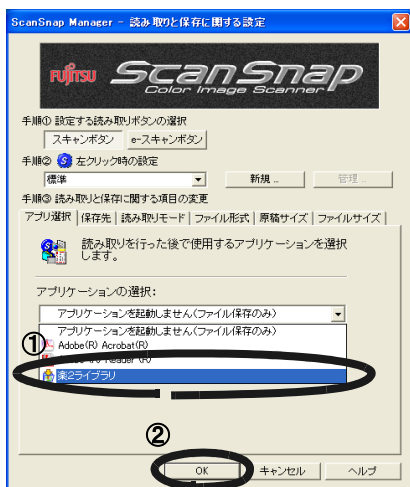 ScanSnap Manager - 読み取りと保存に関する設定
FUJITSU ScanSnap
Color Image Scanner
手順① 設定する読み取りボタンの選択
スキャンボタン e-スキャンボタン
手順② S 左クリック時の設定
標準 新規... 管理...
手順③ 読み取りと保存に関する項目の変更
アプリ選択 保存先 読み取りモード ファイル形式 原稿サイズ ファイルサイズ
読み取りを行った後で使用するアプリケーションを選択
します。
アプリケーションの選択:
アプリケーションを起動しません(ファイル保存のみ)
アプリケーションを起動しません(ファイル保存のみ)
① Adobe(R) Acrobat(R)
Adobe(R) Reader(R)
楽2ライブラリ
②
OK キャンセル ヘルプ